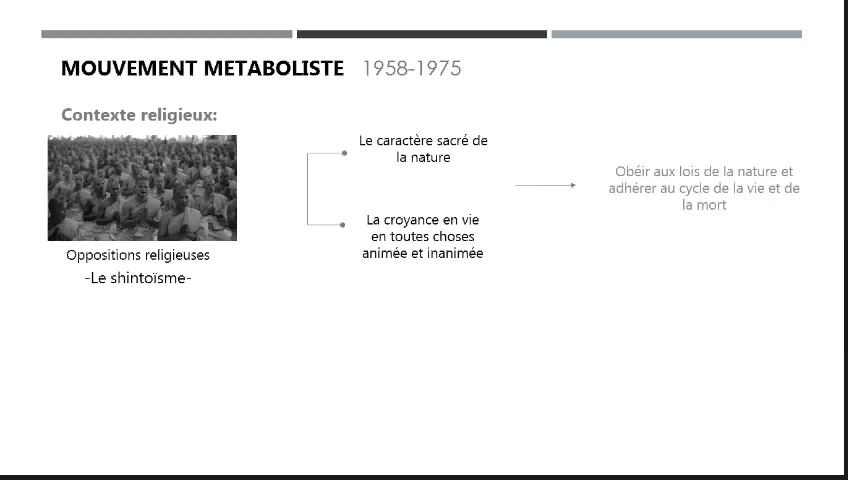 MOUVEMENT METABOLISTE 1958-1975
Contexte religieux:
Oppositions religieuses
-Le shintoïsme-
Le caractère sacré de
la nature
La croyance en vie
en toutes choses
animée et inanimée
Obéir aux lois de la nature et
adhérer au cycle de la vie et de
la mort